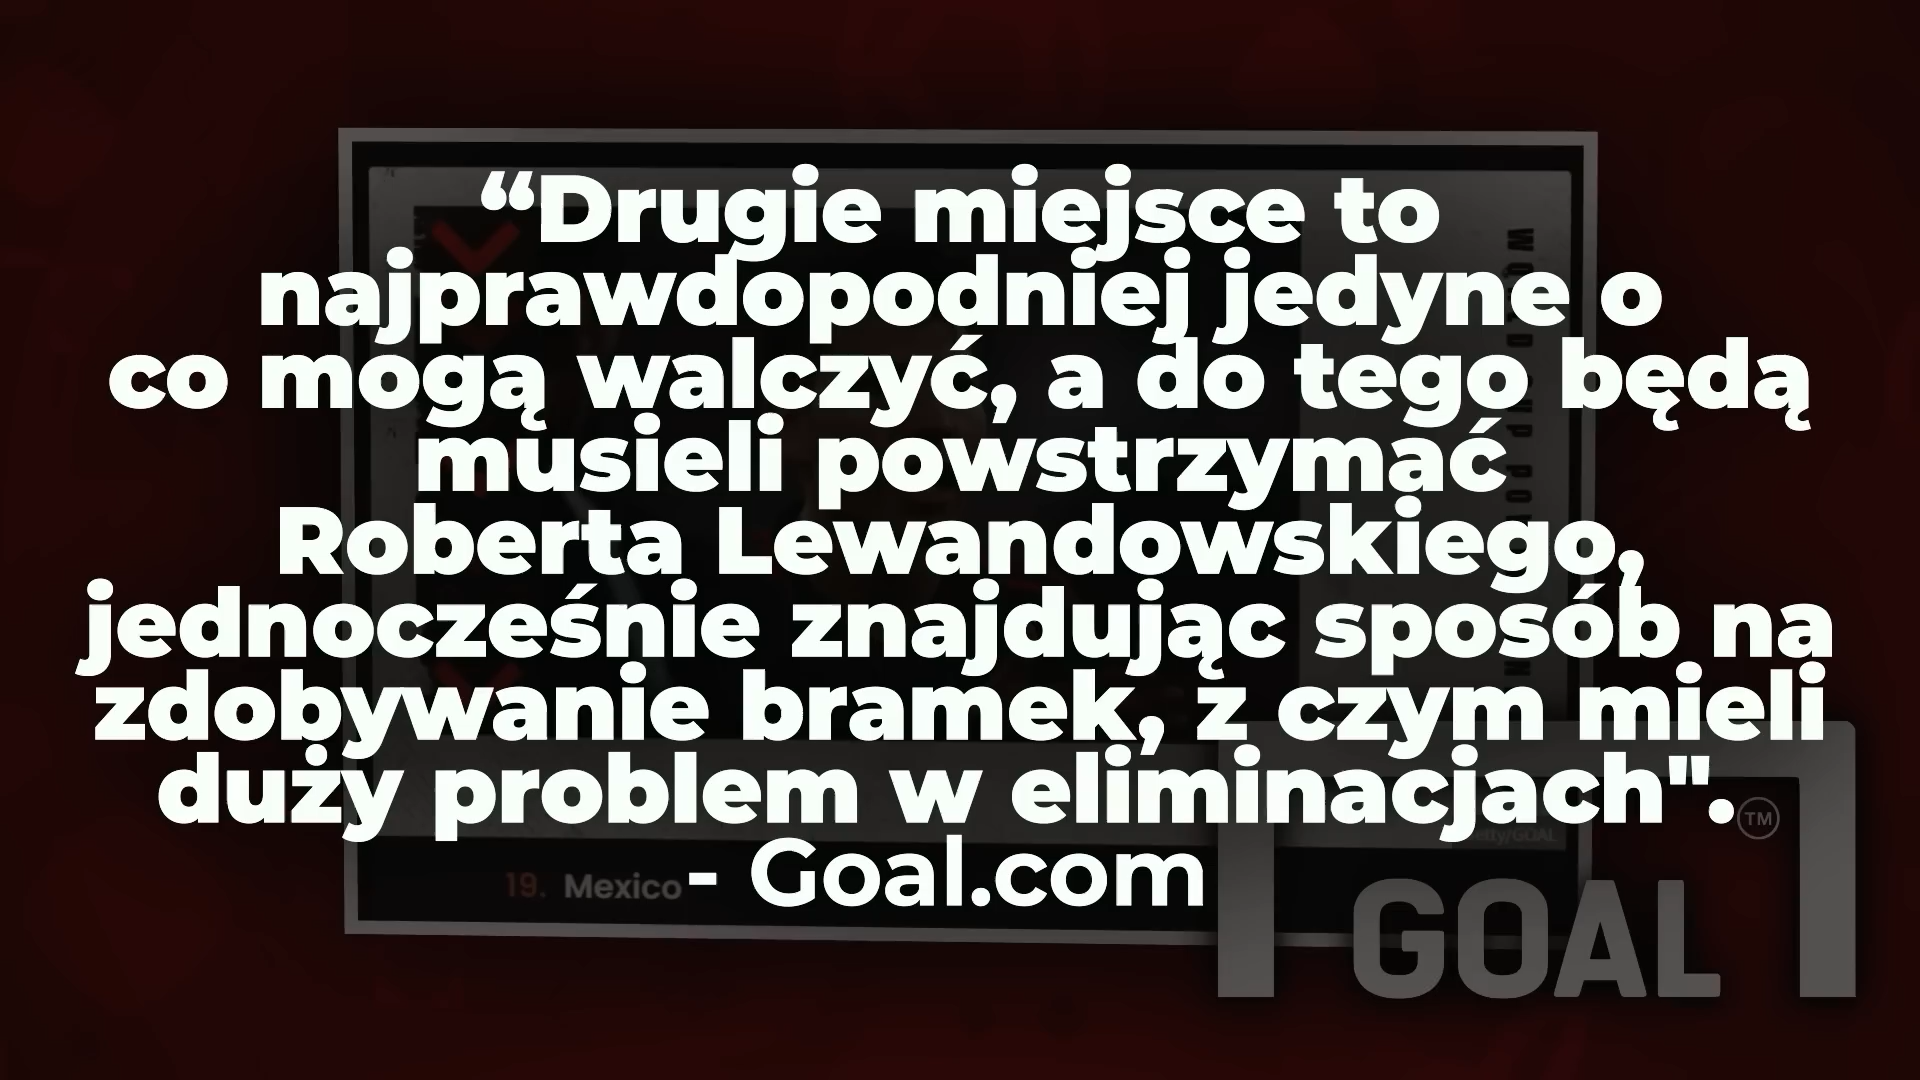 “Drugie miejsce to
najprawdopodniej jedyne o
co mogą walczyć, a do tego będą
musieli powstrzymać
Roberta Lewandowskiego,
jednocześnie znajdując sposób na
zdobywanie bramek, z czym mieli
duży problem w eliminacjach".
- Goal.com
19. Mexico
TM
GOAL